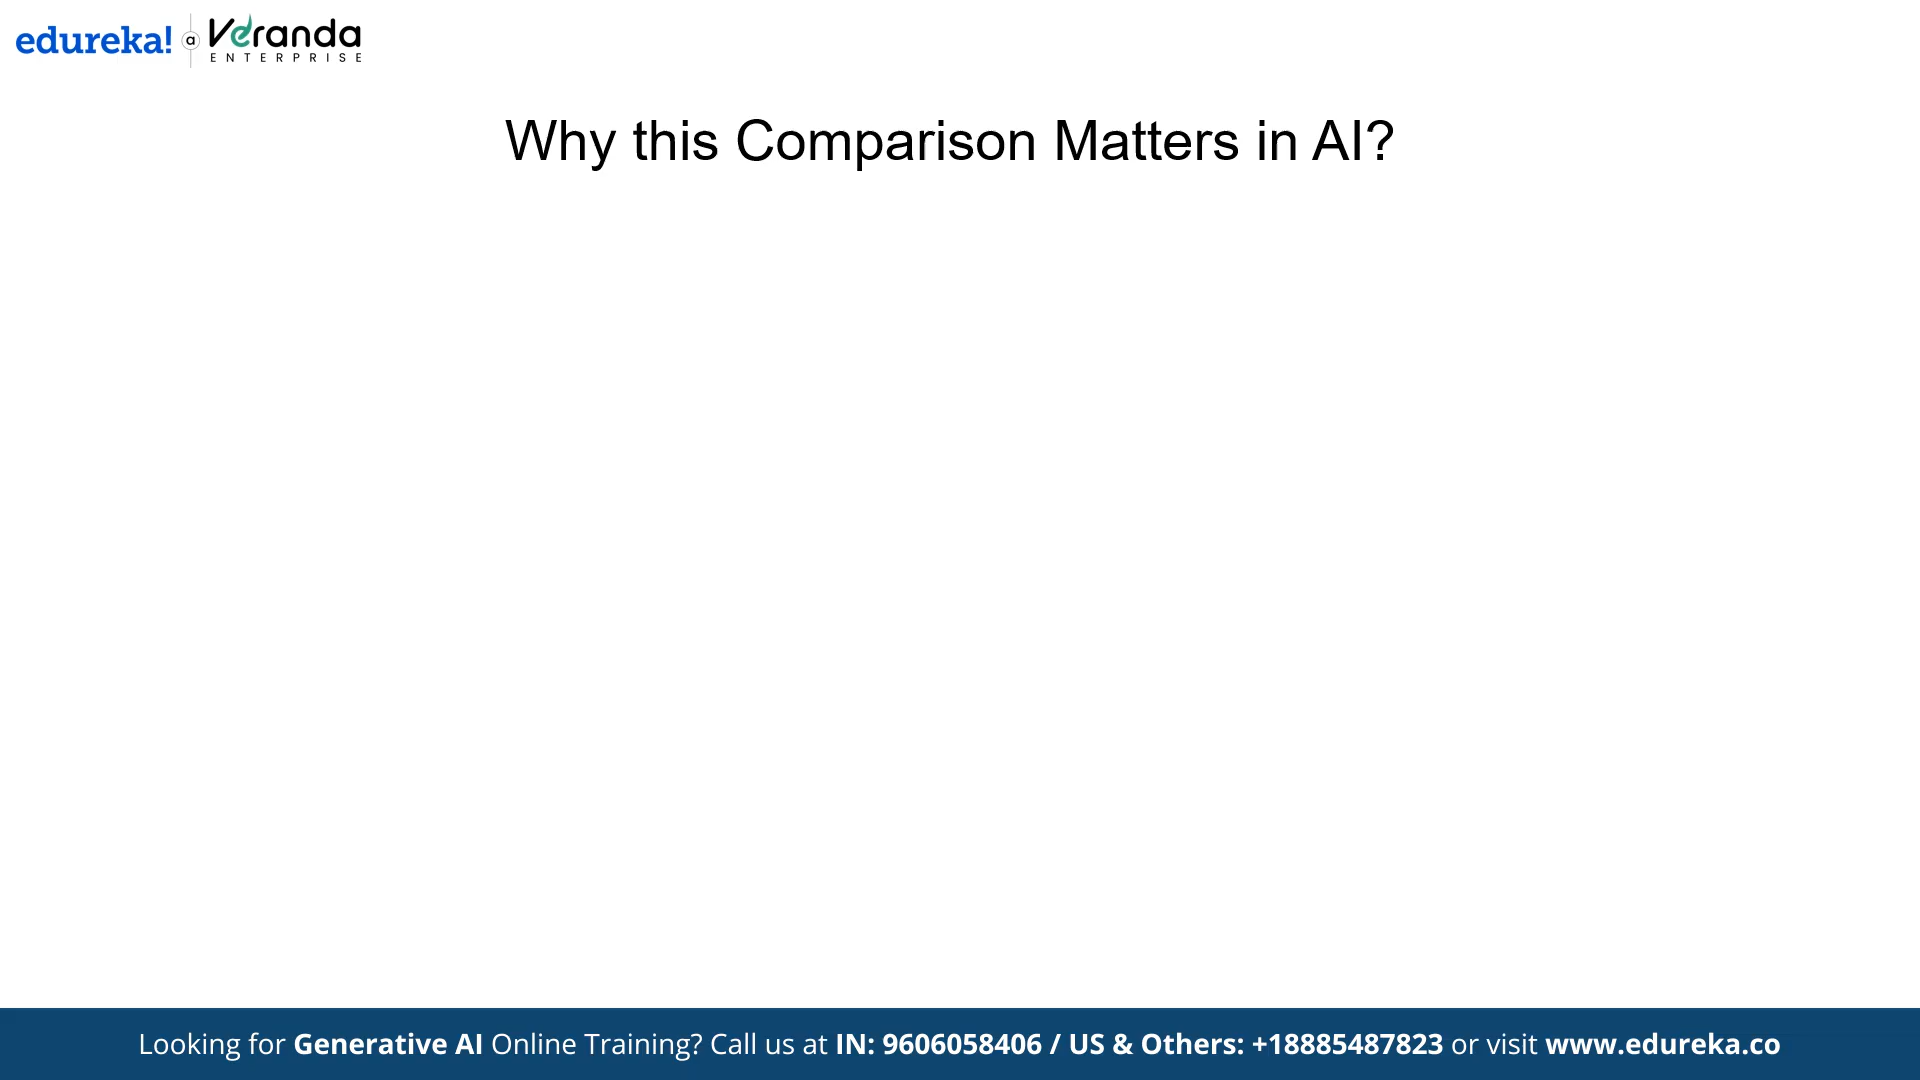 edureka! a Veranda
ENTERPRISE
Why this Comparison Matters in AI?
Looking for Generative AI Online Training? Call us at IN: 9606058406 / US & Others: +18885487823 or visit www.edureka.co